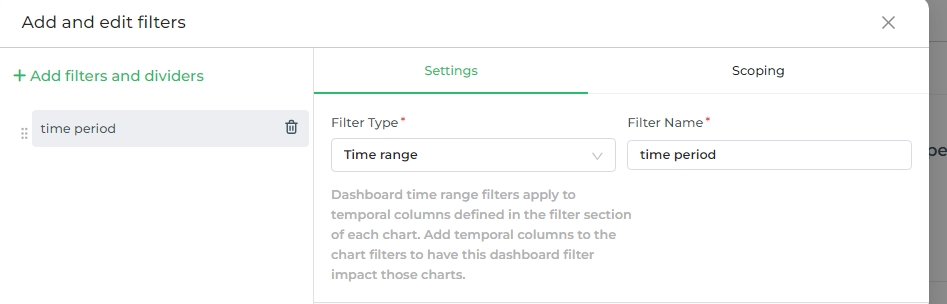 Add and edit filters
+ Add filters and dividers
time period
Settings
Scoping
Filter Type *
Time range
Filter Name *
time period
Dashboard time range filters apply to
temporal columns defined in the filter section
of each chart. Add temporal columns to the
chart filters to have this dashboard filter
impact those charts.